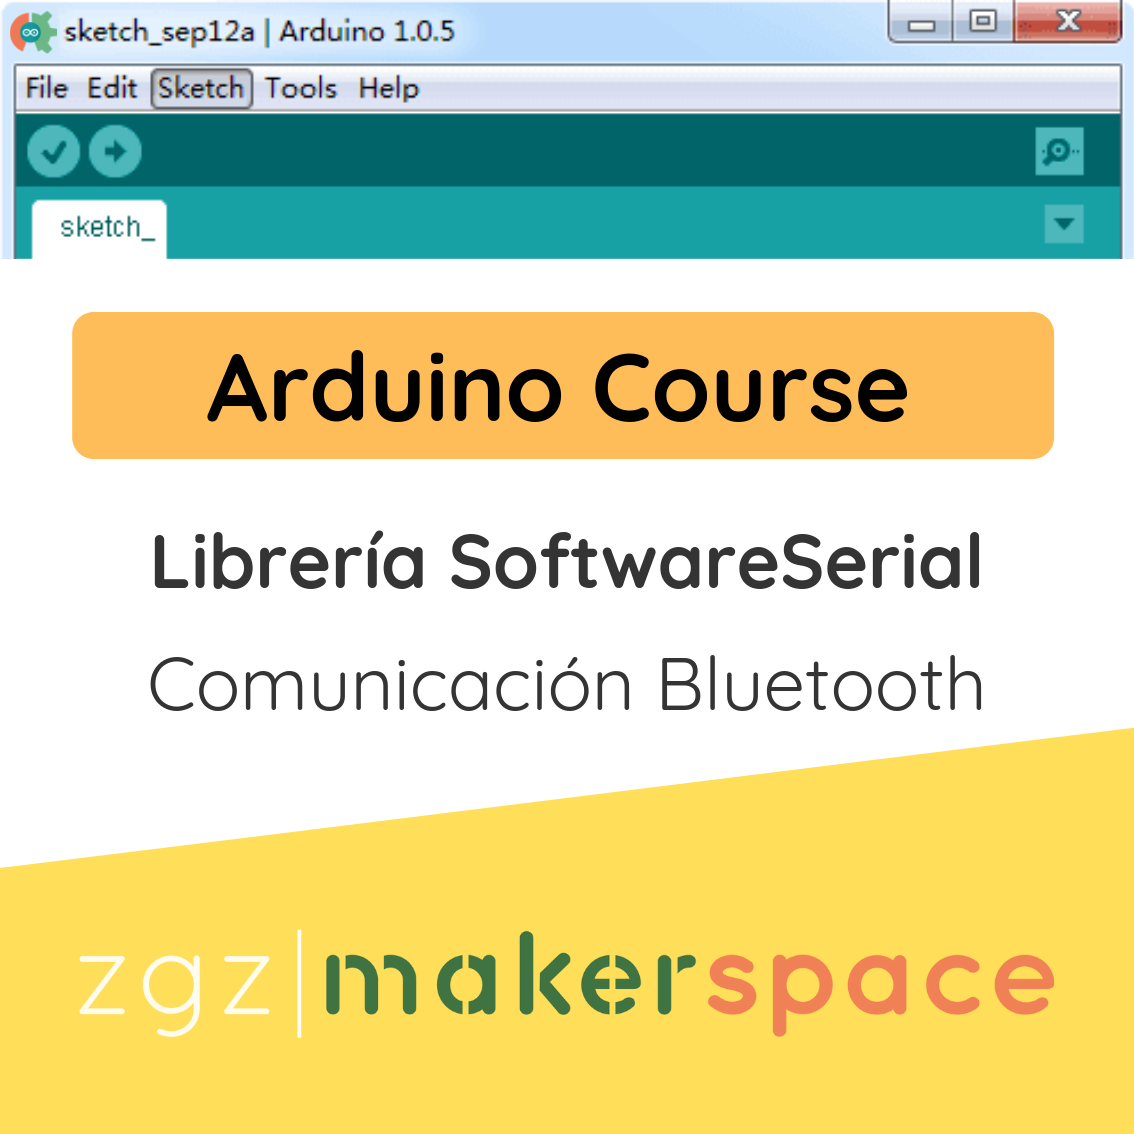 sketch_sep12a | Arduino 1.0.5
File Edit Sketch Tools Help
sketch_
Arduino Course
Librería SoftwareSerial
Comunicación Bluetooth
zgz|makerspace